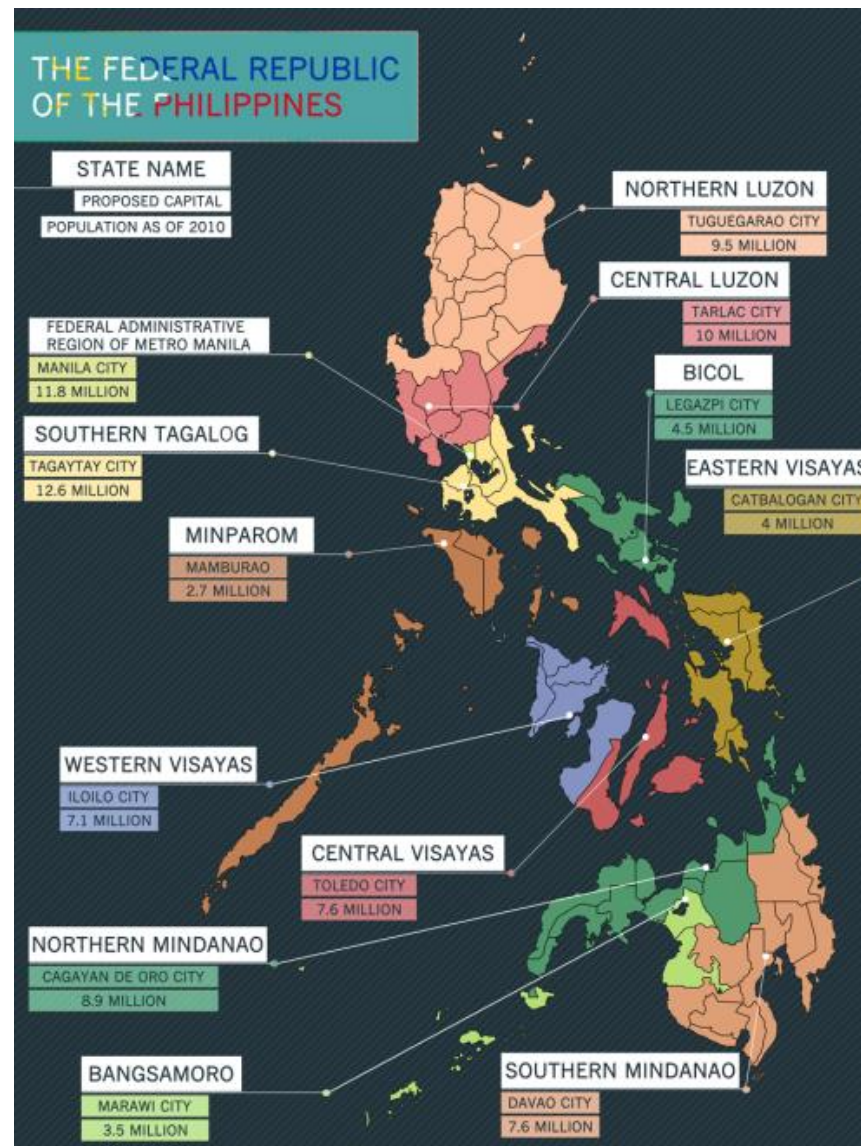 THE FEDERAL REPUBLIC
OF THE PHILIPPINES
STATE NAME
PROPOSED CAPITAL
POPULATION AS OF 2010
NORTHERN LUZON
TUGUEGARAO CITY
9.5 MILLION
CENTRAL LUZON
TARLAC CITY
10 MILLION
FEDERAL ADMINISTRATIVE
REGION OF METRO MANILA
MANILA CITY
11.8 MILLION
BICOL
LEGAZPI CITY
4.5 MILLION
SOUTHERN TAGALOG
TAGAYTAY CITY
12.6 MILLION
EASTERN VISAYAS
CATBALOGAN CITY
4 MILLION
MINPAROM
MAMBURAO
2.7 MILLION
WESTERN VISAYAS
ILOILO CITY
7.1 MILLION
CENTRAL VISAYAS
TOLEDO CITY
7.6 MILLION
NORTHERN MINDANAO
CAGAYAN DE ORO CITY
8.9 MILLION
BANGSAMORO
MARAWI CITY
3.5 MILLION
SOUTHERN MINDANAO
DAVAO CITY
7.6 MILLION